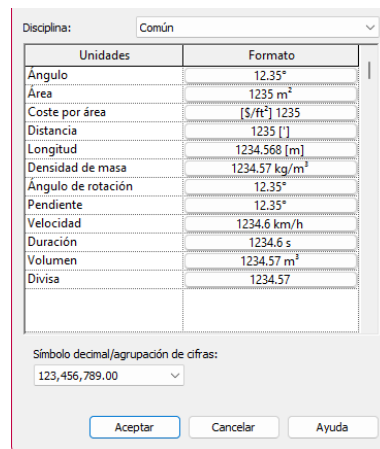 Disciplina: Común
Unidades Formato
Ángulo 12.35°
Área 1235 m²
Coste por área [$/ft²] 1235
Distancia 1235 [']
Longitud 1234.568 [m]
Densidad de masa 1234.57 kg/m³
Ángulo de rotación 12.35°
Pendiente 12.35°
Velocidad 1234.6 km/h
Duración 1234.6 s
Volumen 1234.57 m³
Divisa 1234.57
Símbolo decimal/agrupación de cifras:
123,456,789.00
Aceptar Cancelar Ayuda